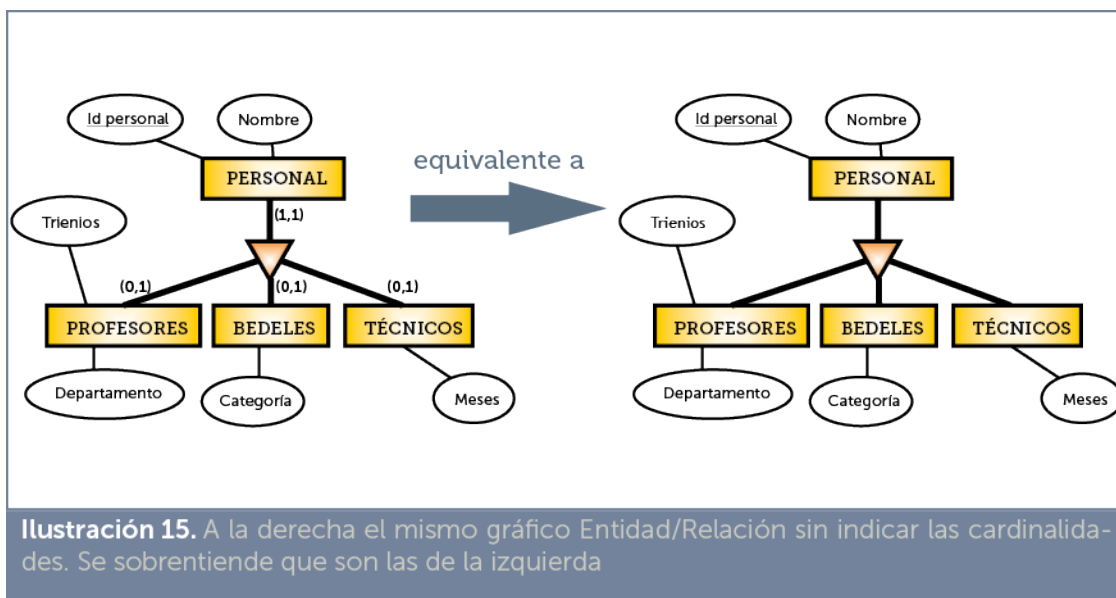 Id personal
Nombre
PERSONAL
(1,1)
Trienios
(0,1)
(0,1)
(0,1)
PROFESORES
BEDELES
TÉCNICOS
Departamento
Categoría
Meses
equivalente a
Id personal
Nombre
PERSONAL
Trienios
PROFESORES
BEDELES
TÉCNICOS
Departamento
Categoría
Meses
Ilustración 15. A la derecha el mismo gráfico Entidad/Relación sin indicar las cardinalida-
des. Se sobrentiende que son las de la izquierda